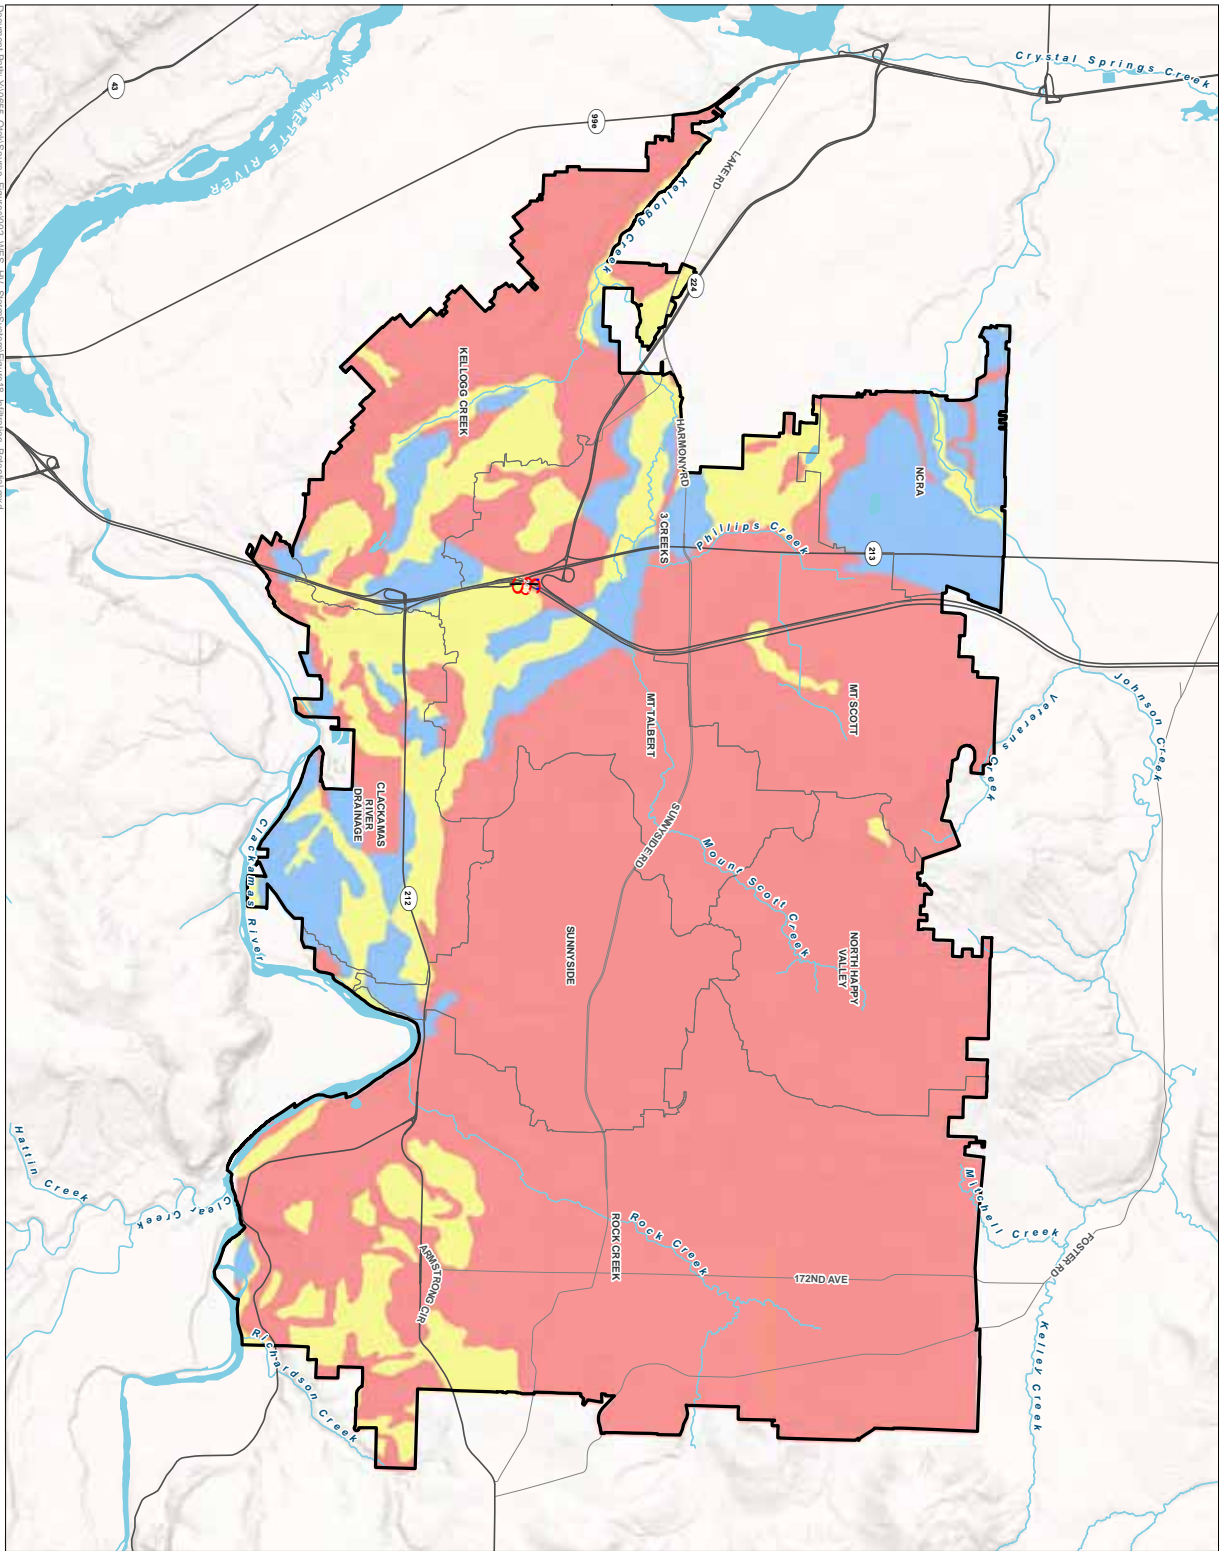 Crystal Springs Creek
43
WILLAMETTE RIVER
99e
LAKE RD
Kellogg Creek
224
KELLOGG CREEK
HARMONY RD
NCRA
3 CREEKS
Phillips Creek
213
MT TALBERT
MT SCOTT
Johnson Creek
Veterans Creek
CLACKAMAS
RIVER
DRAINAGE
SUNNYSIDE RD
Mount Scott Creek
212
Clackamas River
SUNNYSIDE
NORTH HAPPY
VALLEY
Hattin Creek
Clear Creek
Mitchell Creek
ROCK CREEK
Rock Creek
FOSTER RD
172ND AVE
ARMSTRONG CIR
Richardson Creek
Kelley Creek